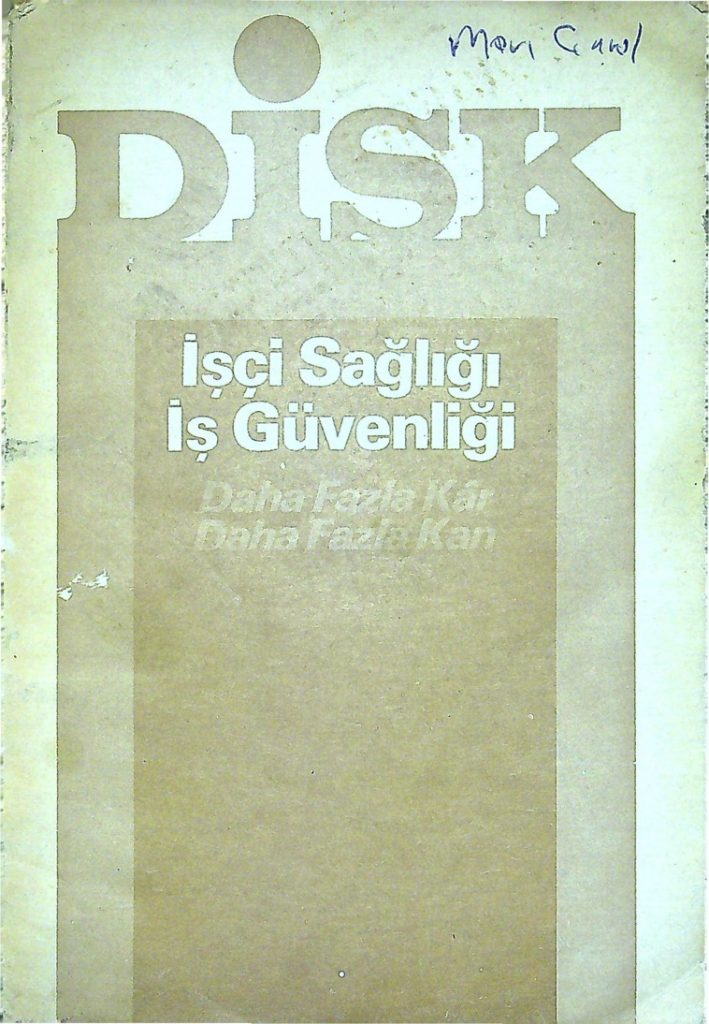 DİSK
İşçi Sağlığı
İş Güvenliği
Daha Fazla Kâr
Daha Fazla Kan